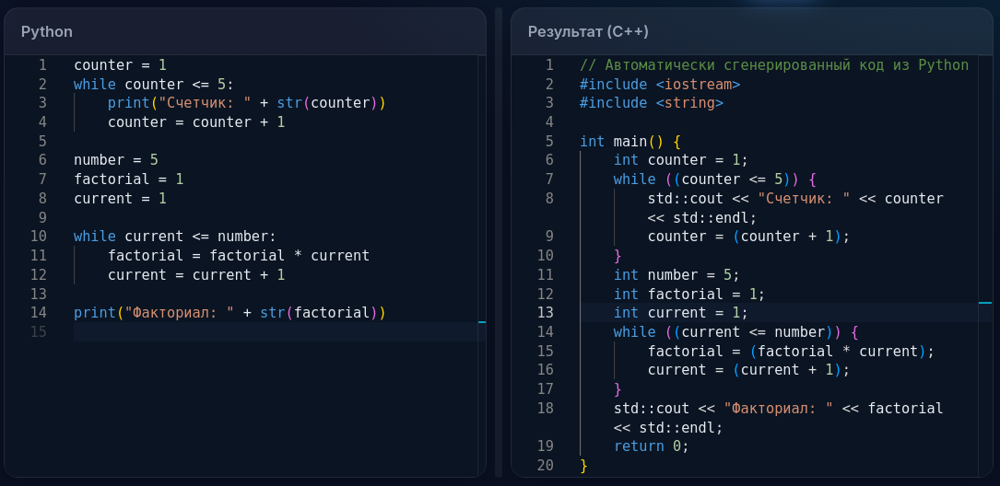 Python
1 counter = 1
2 while counter <= 5:
3     print("Счетчик: " + str(counter))
4     counter = counter + 1
5
6 number = 5
7 factorial = 1
8 current = 1
9
10 while current <= number:
11     factorial = factorial * current
12     current = current + 1
13
14 print("Факториал: " + str(factorial))
15
Результат (C++)
1 // Автоматически сгенерированный код из Python
2 #include <iostream>
3 #include <string>
4
5 int main() {
6     int counter = 1;
7     while ((counter <= 5)) {
8         std::cout << "Счетчик: " << counter
        << std::endl;
9         counter = (counter + 1);
10     }
11     int number = 5;
12     int factorial = 1;
13     int current = 1;
14     while ((current <= number)) {
15         factorial = (factorial * current);
16         current = (current + 1);
17     }
18     std::cout << "Факториал: " << factorial
    << std::endl;
19     return 0;
20 }